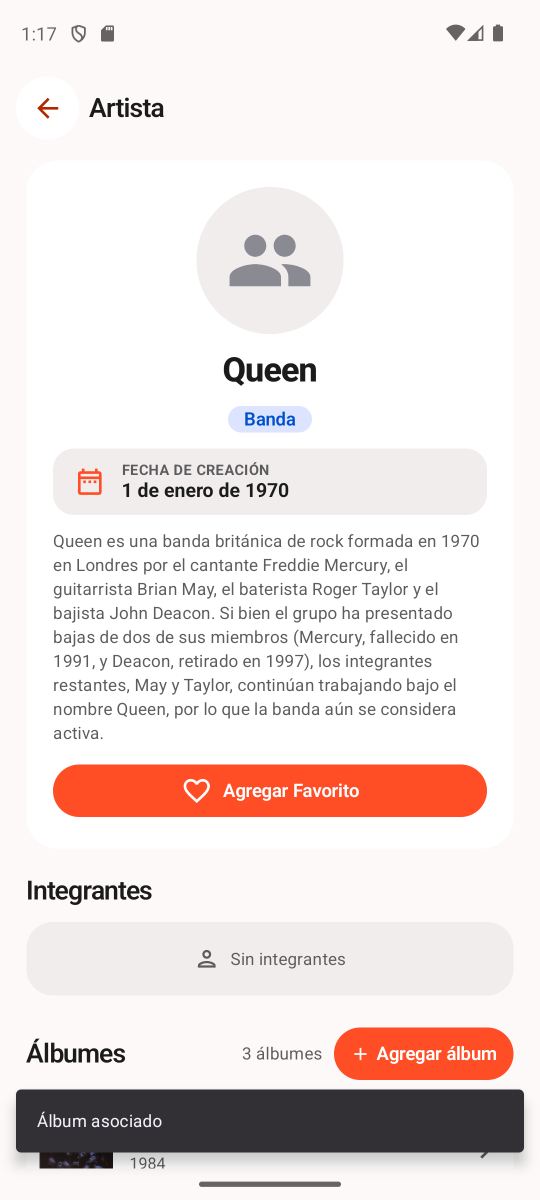 1:17
Artista
Queen
Banda
FECHA DE CREACIÓN
1 de enero de 1970
Queen es una banda británica de rock formada en 1970
en Londres por el cantante Freddie Mercury, el
guitarrista Brian May, el baterista Roger Taylor y el
bajista John Deacon. Si bien el grupo ha presentado
bajas de dos de sus miembros (Mercury, fallecido en
1991, y Deacon, retirado en 1997), los integrantes
restantes, May y Taylor, continúan trabajando bajo el
nombre Queen, por lo que la banda aún se considera
activa.
Agregar Favorito
Integrantes
Sin integrantes
Álbumes
3 álbumes
+ Agregar álbum
Álbum asociado
1984